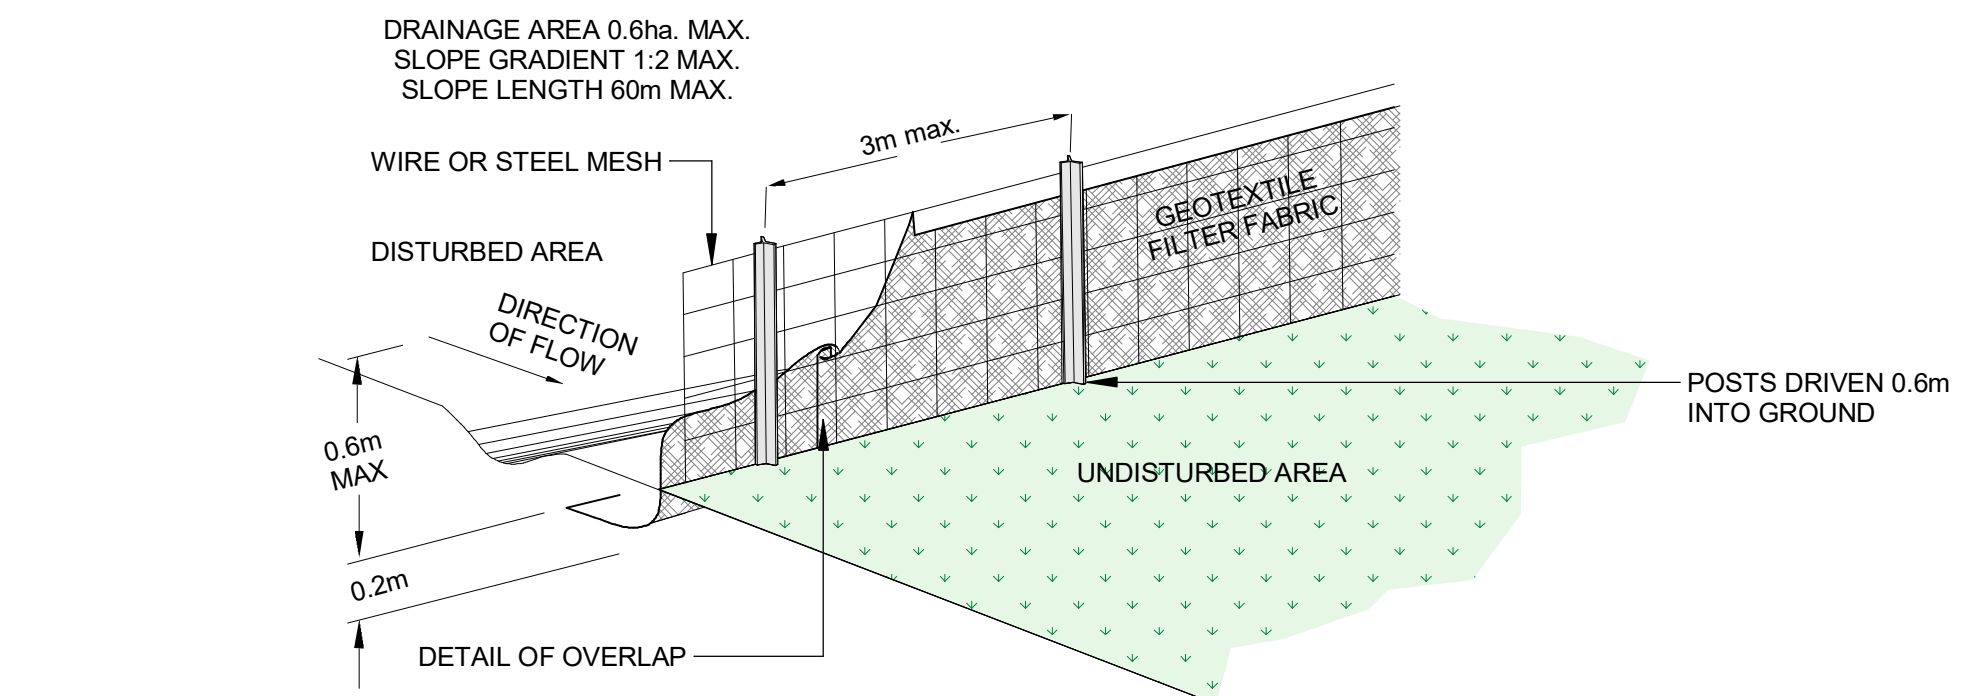 DRAINAGE AREA 0.6ha. MAX.
SLOPE GRADIENT 1:2 MAX.
SLOPE LENGTH 60m MAX.
3m max.
WIRE OR STEEL MESH
GEOTEXTILE
FILTER FABRIC
DISTURBED AREA
DIRECTION
OF FLOW
POSTS DRIVEN 0.6m
INTO GROUND
0.6m
MAX
UNDISTURBED AREA
0.2m
DETAIL OF OVERLAP